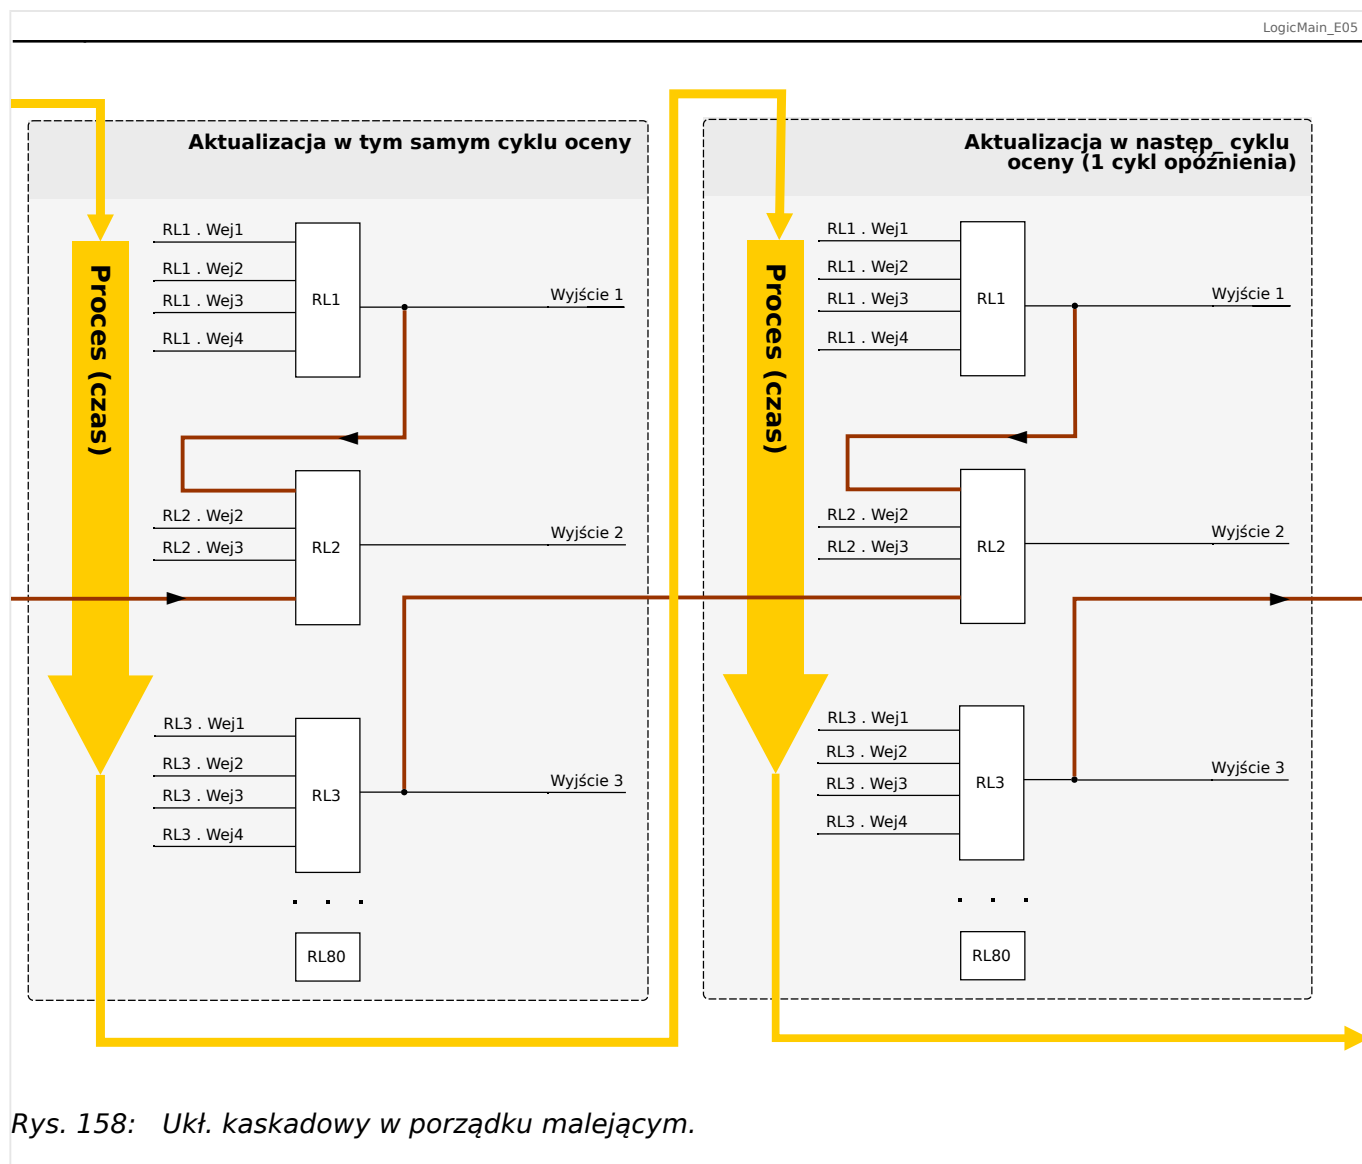 LogicMain_E05
Aktualizacja w tym samym cyklu oceny
Proces (czas)
RL1 . Wej1
RL1 . Wej2
RL1 . Wej3
RL1 . Wej4
RL1
Wyjście 1
RL2 . Wej2
RL2 . Wej3
RL2
Wyjście 2
RL3 . Wej1
RL3 . Wej2
RL3 . Wej3
RL3 . Wej4
RL3
Wyjście 3
. . .
RL80
Aktualizacja w następ_ cyklu
oceny (1 cykl opóźnienia)
Proces (czas)
RL1 . Wej1
RL1 . Wej2
RL1 . Wej3
RL1 . Wej4
RL1
Wyjście 1
RL2 . Wej2
RL2 . Wej3
RL2
Wyjście 2
RL3 . Wej1
RL3 . Wej2
RL3 . Wej3
RL3 . Wej4
RL3
Wyjście 3
. . .
RL80
Rys. 158: Ukł. kaskadowy w porządku malejącym.